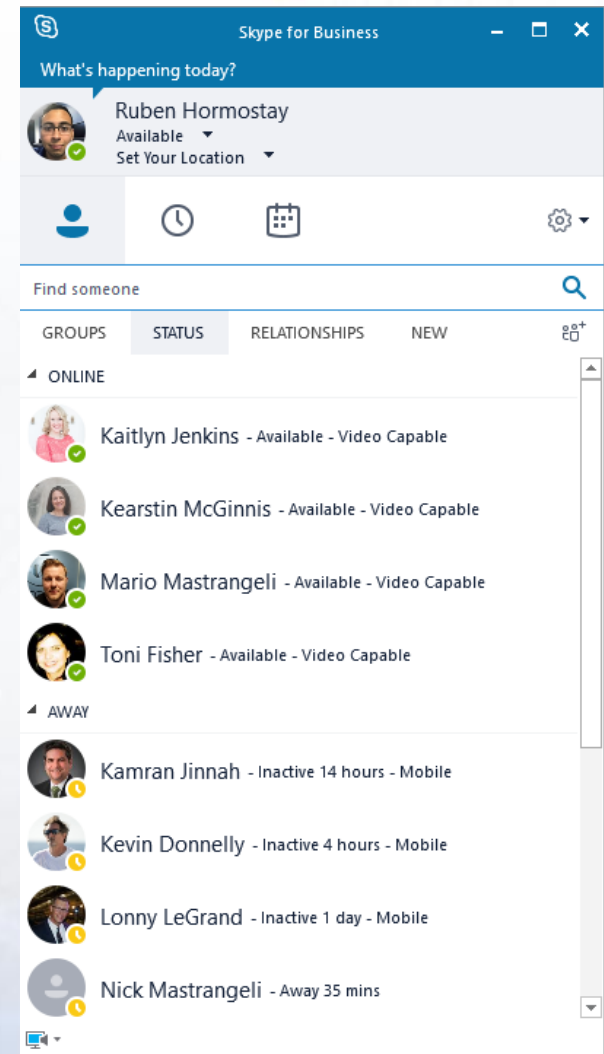 Skype for Business
What's happening today?
Ruben Hormostay
Available
Set Your Location
Find someone
GROUPS STATUS RELATIONSHIPS NEW
ONLINE
Kaitlyn Jenkins - Available - Video Capable
Kearstin McGinnis - Available - Video Capable
Mario Mastrangeli - Available - Video Capable
Toni Fisher - Available - Video Capable
AWAY
Kamran Jinnah - Inactive 14 hours - Mobile
Kevin Donnelly - Inactive 4 hours - Mobile
Lonny LeGrand - Inactive 1 day - Mobile
Nick Mastrangeli - Away 35 mins